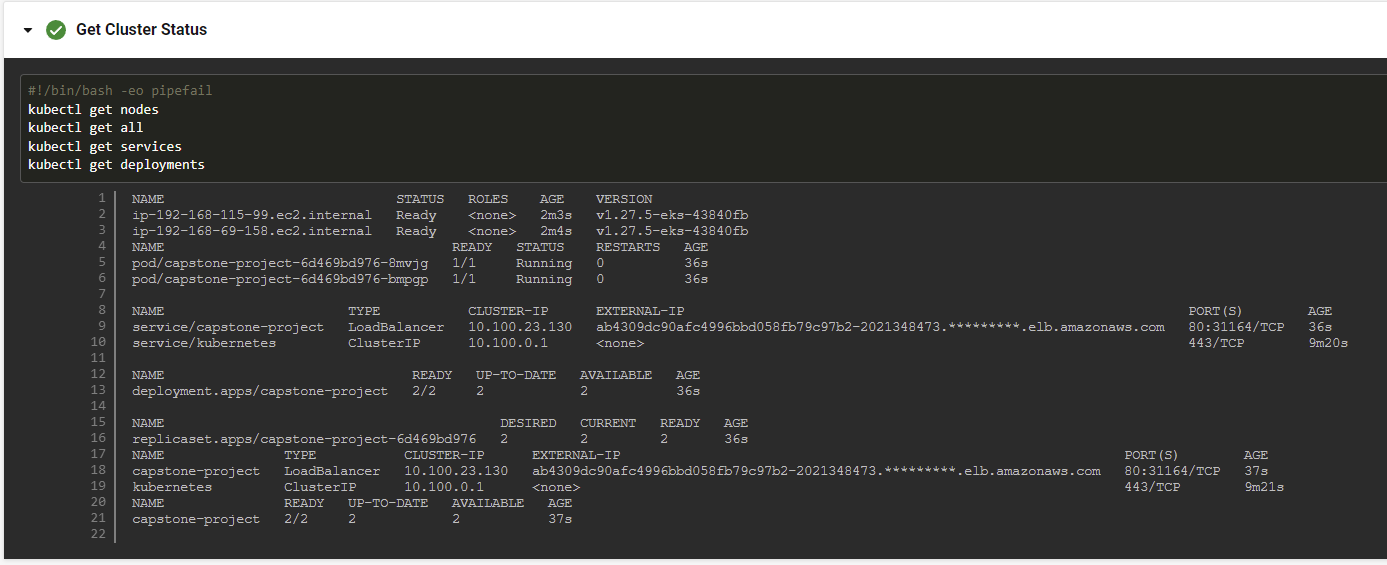 Get Cluster Status
#!/bin/bash -eo pipefail
kubectl get nodes
kubectl get all
kubectl get services
kubectl get deployments
1 NAME STATUS ROLES AGE VERSION
2 ip-192-168-115-99.ec2.internal Ready <none> 2m3s v1.27.5-eks-43840fb
3 ip-192-168-69-158.ec2.internal Ready <none> 2m4s v1.27.5-eks-43840fb
4 NAME READY STATUS RESTARTS AGE
5 pod/capstone-project-6d469bd976-8mvjg 1/1 Running 0 36s
6 pod/capstone-project-6d469bd976-bmpgp 1/1 Running 0 36s
7
8 NAME TYPE CLUSTER-IP EXTERNAL-IP PORT(S) AGE
9 service/capstone-project LoadBalancer 10.100.23.130 ab4309dc90afc4996bbd058fb79c97b2-2021348473.*********.elb.amazonaws.com 80:31164/TCP 36s
10 service/kubernetes ClusterIP 10.100.0.1 <none> 443/TCP 9m20s
11
12 NAME READY UP-TO-DATE AVAILABLE AGE
13 deployment.apps/capstone-project 2/2 2 2 36s
14
15 NAME DESIRED CURRENT READY AGE
16 replicaset.apps/capstone-project-6d469bd976 2 2 2 36s
17 NAME TYPE CLUSTER-IP EXTERNAL-IP PORT(S) AGE
18 capstone-project LoadBalancer 10.100.23.130 ab4309dc90afc4996bbd058fb79c97b2-2021348473.*********.elb.amazonaws.com 80:31164/TCP 37s
19 kubernetes ClusterIP 10.100.0.1 <none> 443/TCP 9m21s
20 NAME READY UP-TO-DATE AVAILABLE AGE
21 capstone-project 2/2 2 2 37s
22